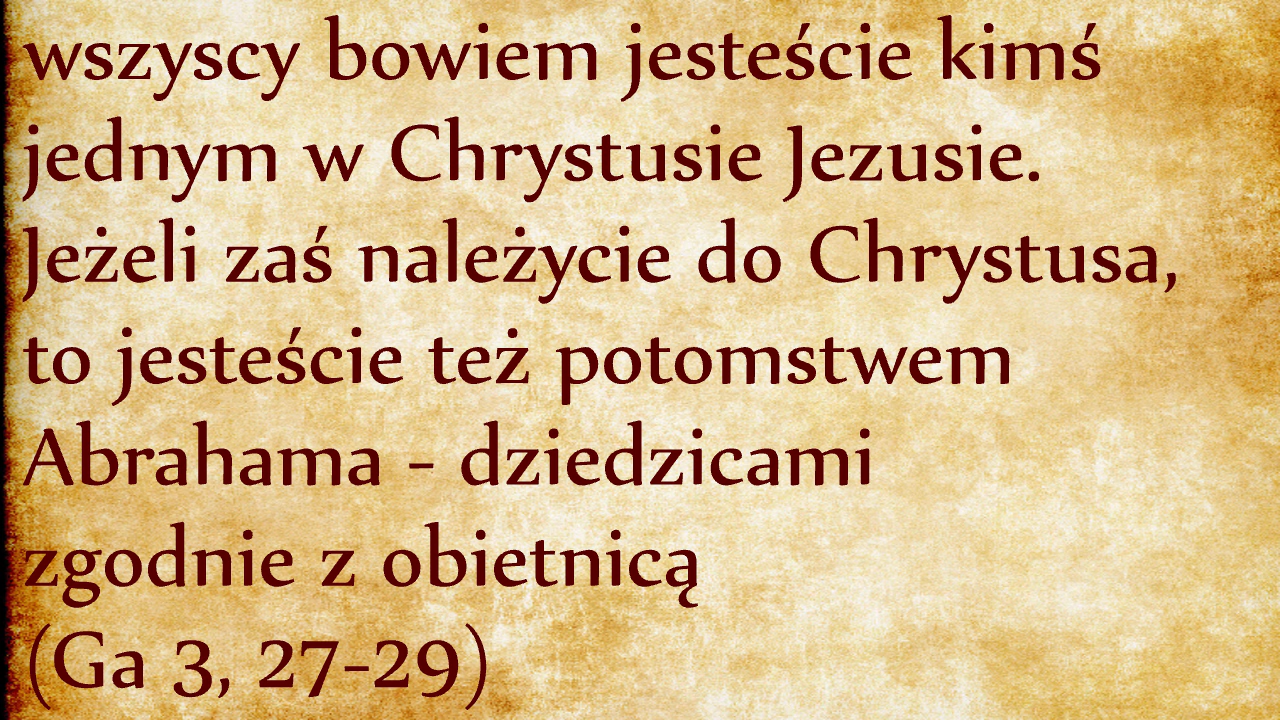 wszyscy bowiem jesteście kimś
jednym w Chrystusie Jezusie.
Jeżeli zaś należycie do Chrystusa,
to jesteście też potomstwem
Abrahama - dziedzicami
zgodnie z obietnicą
(Ga 3, 27-29)